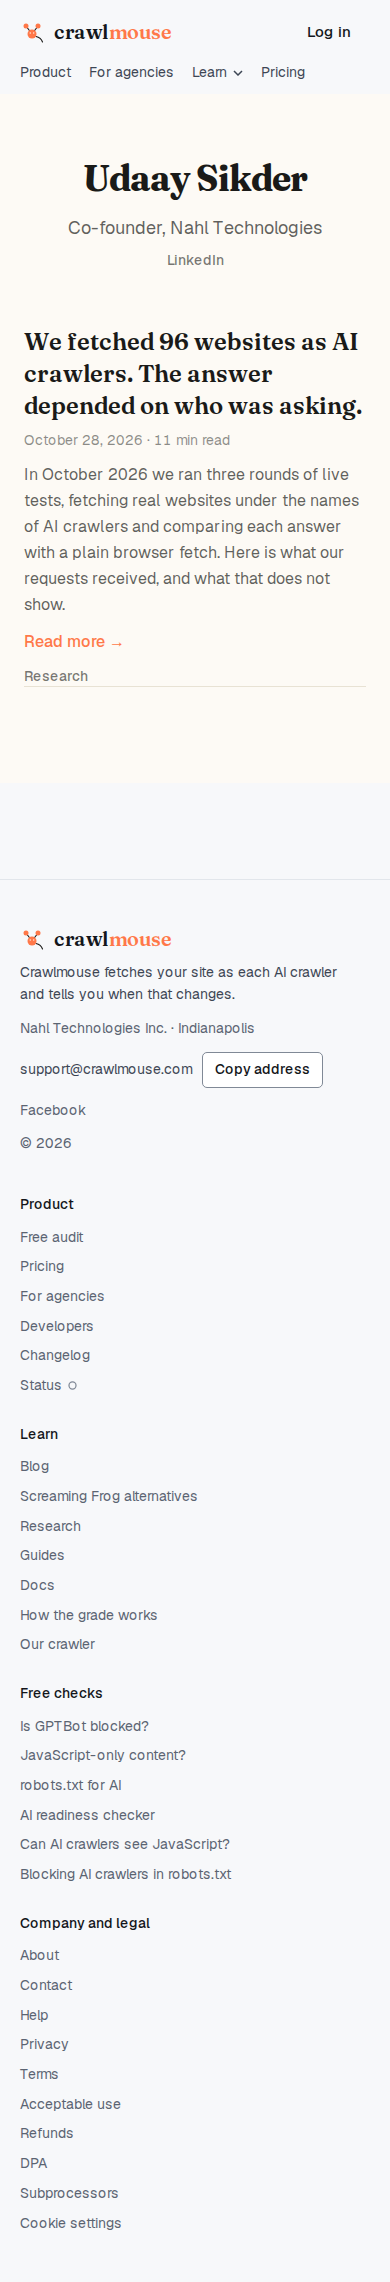 crawlmouse
Log in
Product For agencies Learn Pricing
Udaay Sikder
Co-founder, Nahl Technologies
LinkedIn
We fetched 96 websites as AI
crawlers. The answer
depended on who was asking.
October 28, 2026 · 11 min read
In October 2026 we ran three rounds of live
tests, fetching real websites under the names
of AI crawlers and comparing each answer
with a plain browser fetch. Here is what our
requests received, and what that does not
show.
Read more →
Research
crawlmouse
Crawlmouse fetches your site as each AI crawler
and tells you when that changes.
Nahl Technologies Inc. · Indianapolis
support@crawlmouse.com Copy address
Facebook
© 2026
Product
Free audit
Pricing
For agencies
Developers
Changelog
Status
Learn
Blog
Screaming Frog alternatives
Research
Guides
Docs
How the grade works
Our crawler
Free checks
Is GPTBot blocked?
JavaScript-only content?
robots.txt for AI
AI readiness checker
Can AI crawlers see JavaScript?
Blocking AI crawlers in robots.txt
Company and legal
About
Contact
Help
Privacy
Terms
Acceptable use
Refunds
DPA
Subprocessors
Cookie settings